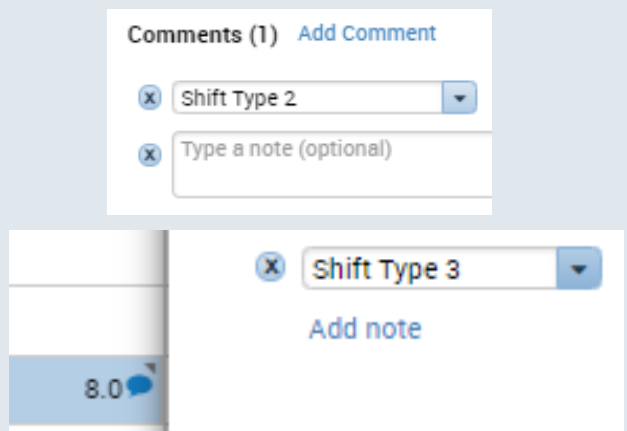 Comments (1) Add Comment
x Shift Type 2
x Type a note (optional)
x Shift Type 3
Add note
8.0